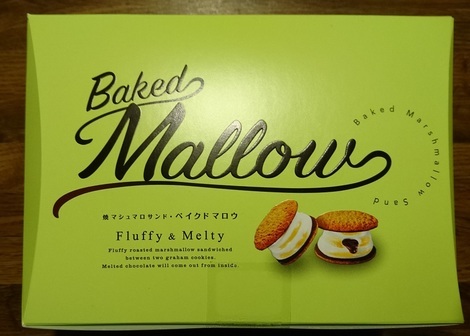 Baked
Mallow
Baked Marshmallow Sand
焼マシュマロサンド・ベイクドマロウ
Fluffy & Melty
Fluffy roasted marshmallow sandwiched
between two graham cookies.
Malted chocolate will come out from inside.